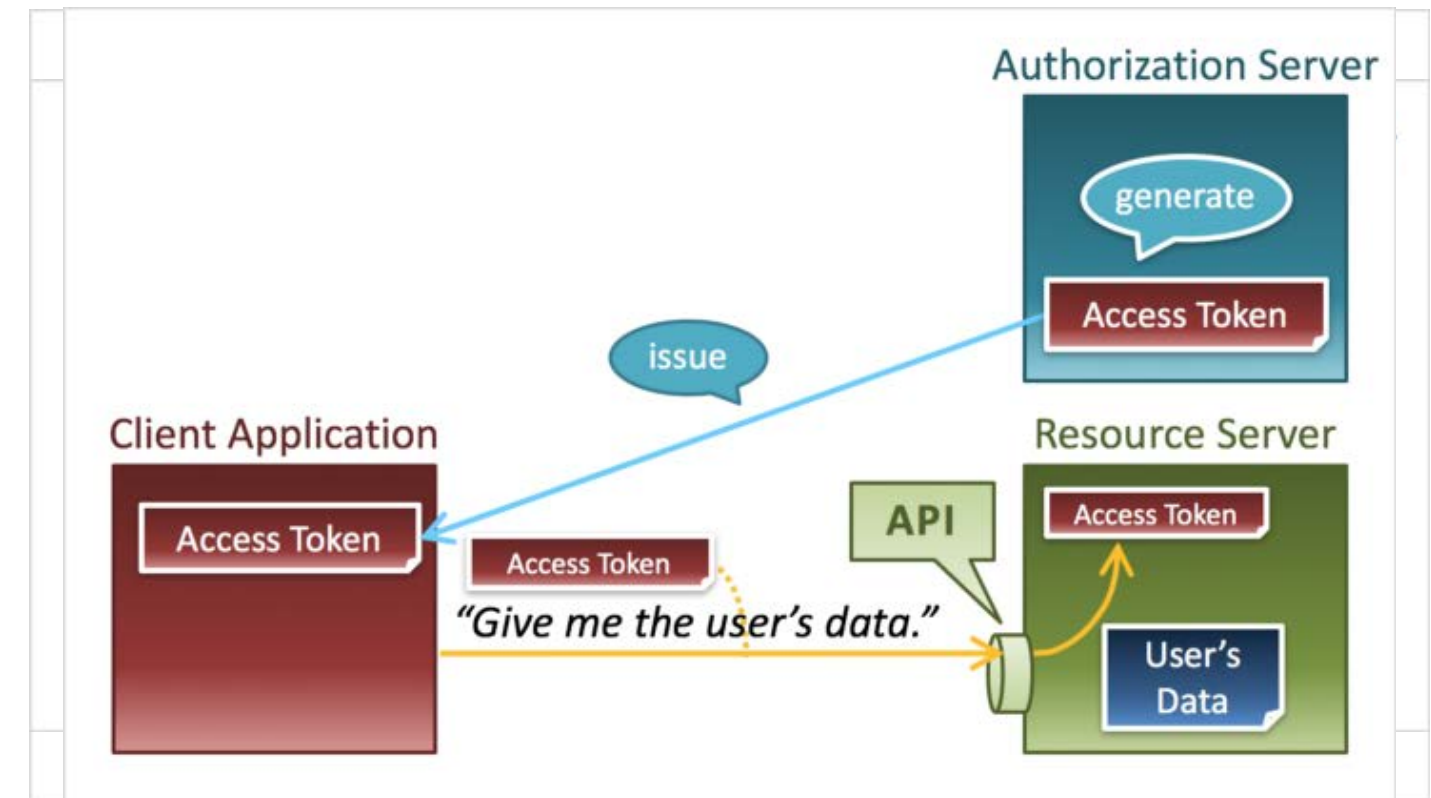 Authorization Server
generate
Access Token
issue
Client Application
Resource Server
Access Token
API
Access Token
Access Token
“Give me the user’s data.”
User’s
Data